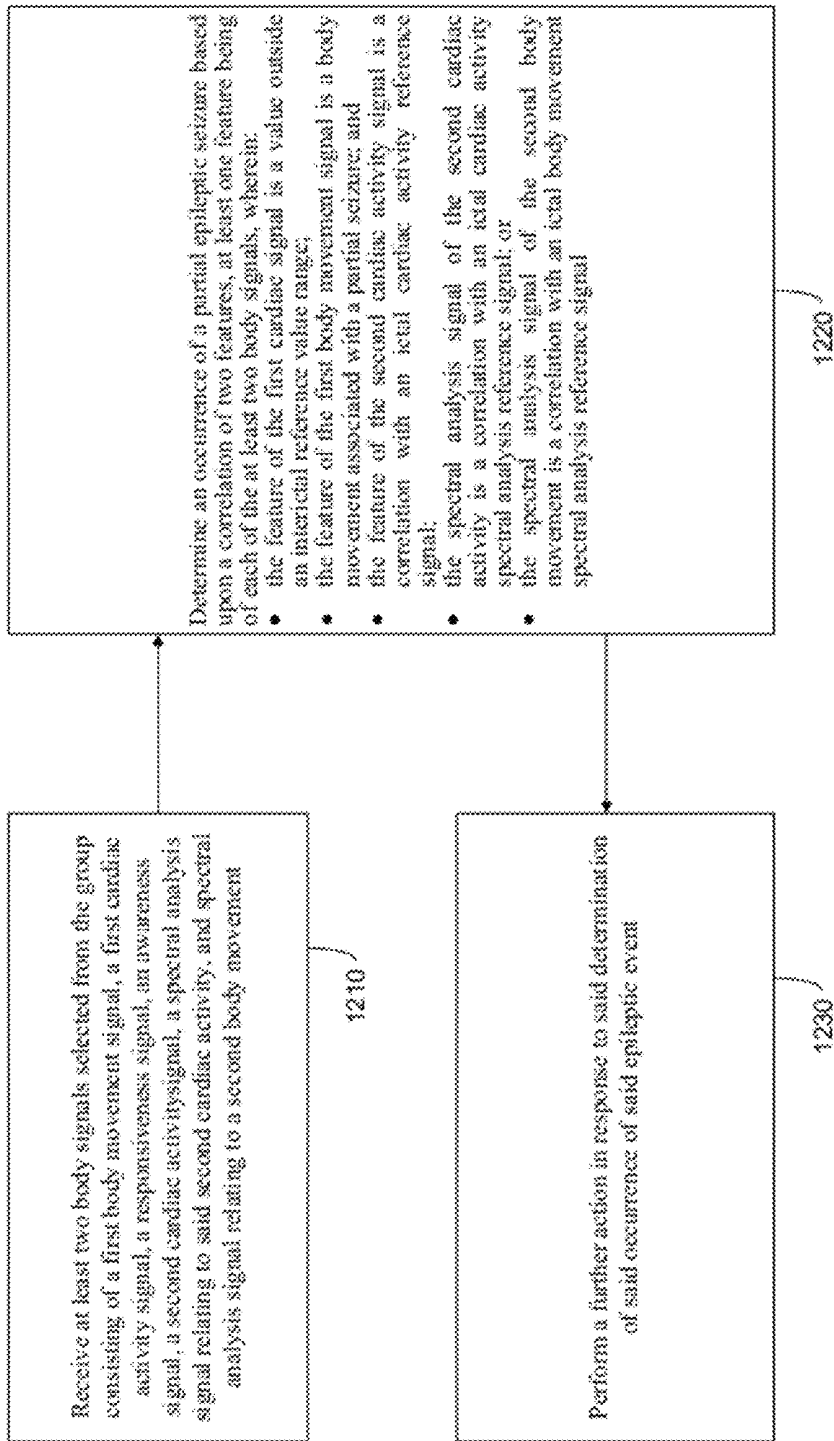 Receive at least two body signals selected from the group
consisting of a first body movement signal, a first cardiac
activity signal, a responsiveness signal, an awareness
signal, a second cardiac activitysignal, a spectral analysis
signal relating to said second cardiac activity, and spectral
analysis signal relating to a second body movement
1210
Determine an occurrence of a partial epileptic seizure based
upon a correlation of two features, at least one feature being
of each of the at least two body signals, wherein:
• the feature of the first cardiac signal is a value outside
an interictal reference value range;
• the feature of the first body movement signal is a body
movement associated with a partial seizure; and
• the feature of the second cardiac activity signal is a
correlation with an ictal cardiac activity reference
signal;
• the spectral analysis signal of the second cardiac
activity is a correlation with an ictal cardiac activity
spectral analysis reference signal; or
• the spectral analysis signal of the second body
movement is a correlation with an ictal body movement
spectral analysis reference signal
1220
Perform a further action in response to said determination
of said occurrence of said epileptic event
1230